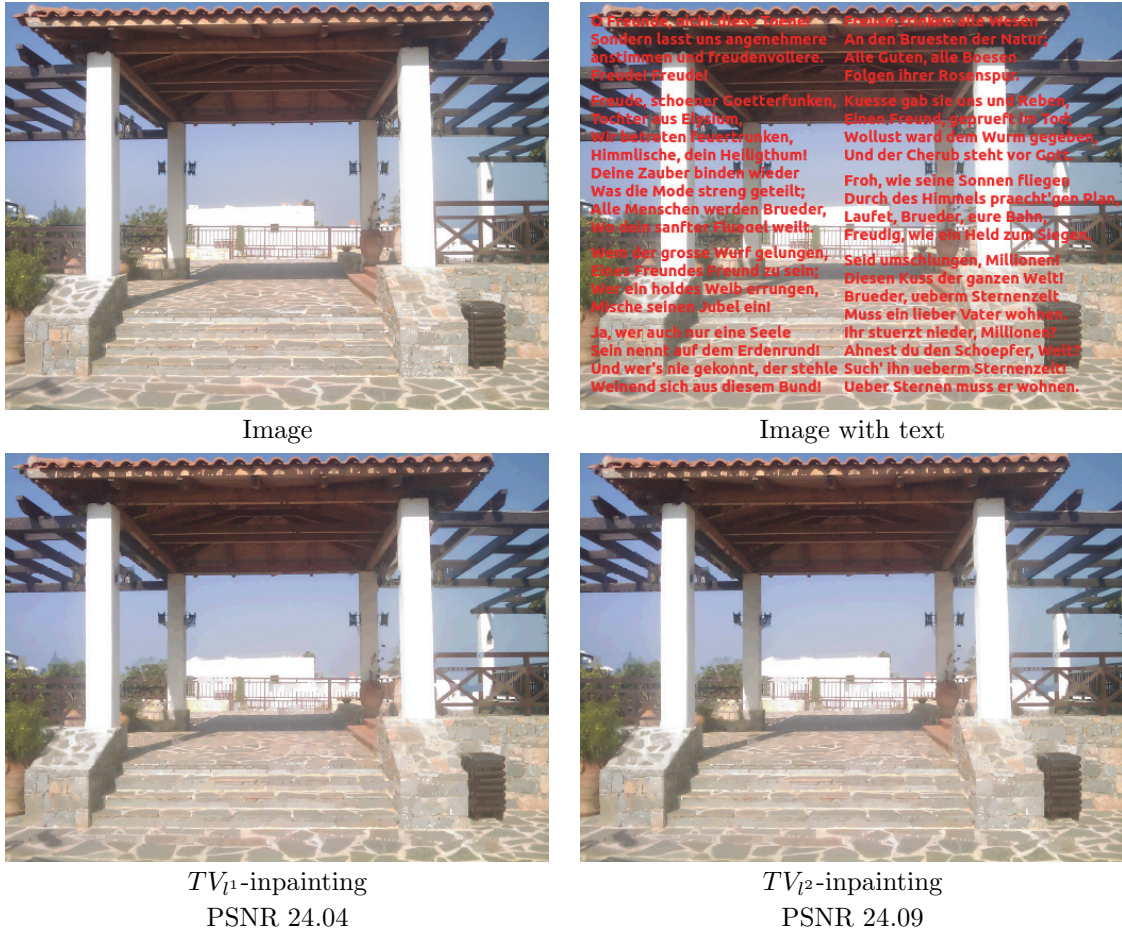 O Freunde, nicht diese Toene!
Sondern lasst uns angenehmere
anstimmen und freudenvollere.
Freude! Freude!
Freude, schoener Goetterfunken,
Tochter aus Elysium,
Wir betreten feuertrunken,
Himmlische, dein Heiligthum!
Deine Zauber binden wieder
Was die Mode streng geteilt;
Alle Menschen werden Brueder,
Wo dein sanfter Fluegel weilt.
Wem der grosse Wurf gelungen,
Eines Freundes Freund zu sein;
Wer ein holdes Weib errungen,
Mische seinen Jubel ein!
Ja, wer auch nur eine Seele
Sein nennt auf dem Erdenrund!
Und wer's nie gekonnt, der stehle
Weinend sich aus diesem Bund!
Freude trinken alle Wesen
An den Bruesten der Natur;
Alle Guten, alle Boesen
Folgen ihrer Rosenspur.
Kuesse gab sie uns und Reben,
Einen Freund, geprueft im Tod;
Wollust ward dem Wurm gegeben,
Und der Cherub steht vor Gott.
Froh, wie seine Sonnen fliegen
Durch des Himmels praecht'gen Plan,
Laufet, Brueder, eure Bahn,
Freudig, wie ein Held zum Siegen.
Seid umschlungen, Millionen!
Diesen Kuss der ganzen Welt!
Brueder, ueberm Sternenzelt
Muss ein lieber Vater wohnen.
Ihr stuerzt nieder, Millionen?
Ahnest du den Schoepfer, Welt?
Such' ihn ueberm Sternenzelt!
Ueber Sternen muss er wohnen.
Image
Image with text
TV_{l^1}-inpainting
PSNR 24.04
TV_{l^2}-inpainting
PSNR 24.09